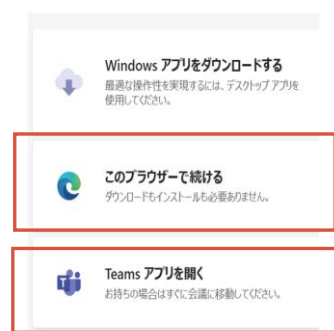 Windows アプリをダウンロードする
最適な操作性を実現するには、デスクトップ アプリを
使用してください。
このブラウザーで続ける
ダウンロードもインストールも必要ありません。
Teams アプリを開く
お持ちの場合はすぐに会議に移動してください。